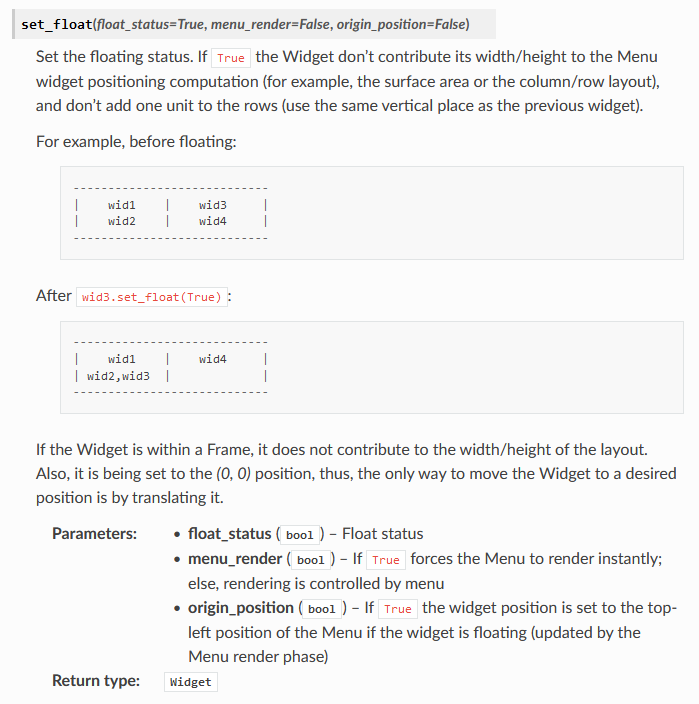 set_float(float_status=True, menu_render=False, origin_position=False)
Set the floating status. If True the Widget don’t contribute its width/height to the Menu
widget positioning computation (for example, the surface area or the column/row layout),
and don’t add one unit to the rows (use the same vertical place as the previous widget).
For example, before floating:
----------------------------
|    wid1    |    wid3     |
|    wid2    |    wid4     |
----------------------------
After wid3.set_float(True):
----------------------------
|    wid1    |    wid4     |
| wid2,wid3  |             |
----------------------------
If the Widget is within a Frame, it does not contribute to the width/height of the layout.
Also, it is being set to the (0, 0) position, thus, the only way to move the Widget to a desired
position is by translating it.
Parameters: • float_status (bool) – Float status
• menu_render (bool) – If True forces the Menu to render instantly;
else, rendering is controlled by menu
• origin_position (bool) – If True the widget position is set to the top-
left position of the Menu if the widget is floating (updated by the
Menu render phase)
Return type: Widget